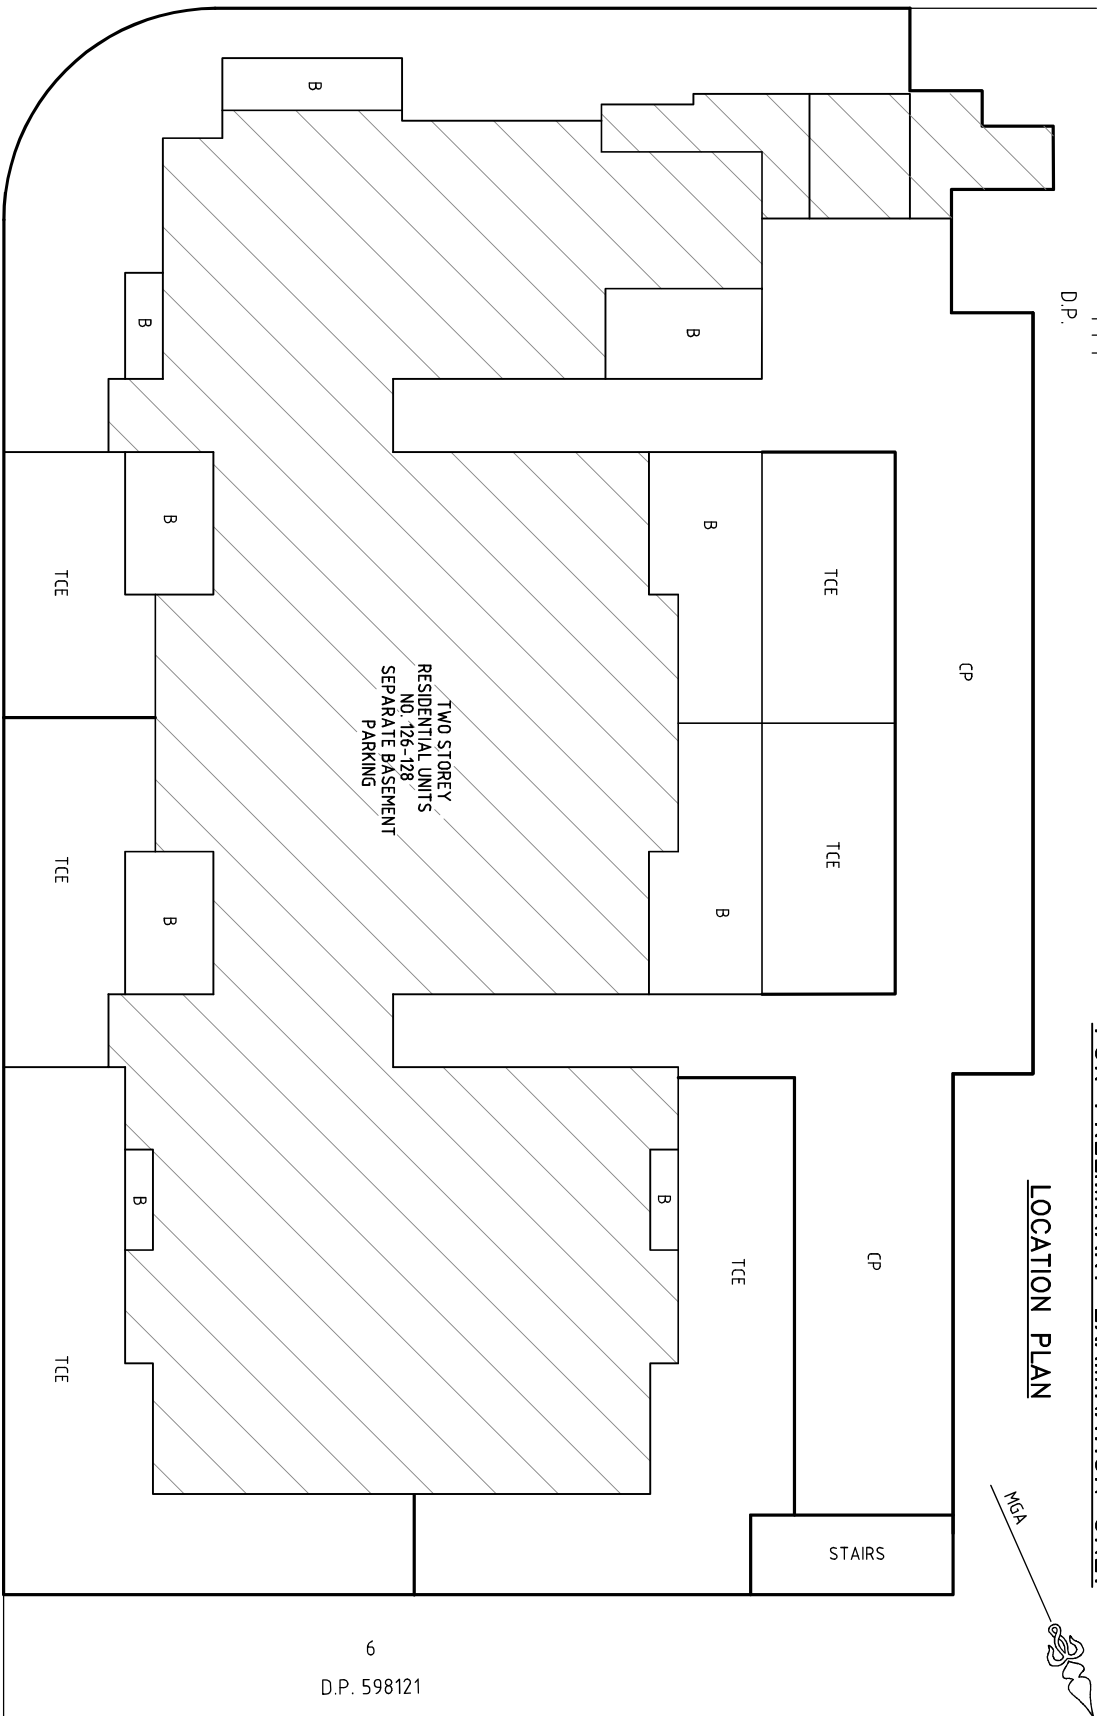 LOCATION PLAN
MGA
D.P.
B
B
B
B
B
TCE
TCE
CP
TWO STOREY
RESIDENTIAL UNITS
NO. 126-128
SEPARATE BASEMENT
PARKING
TCE
TCE
B
B
B
B
TCE
CP
TCE
STAIRS
6
D.P. 598121